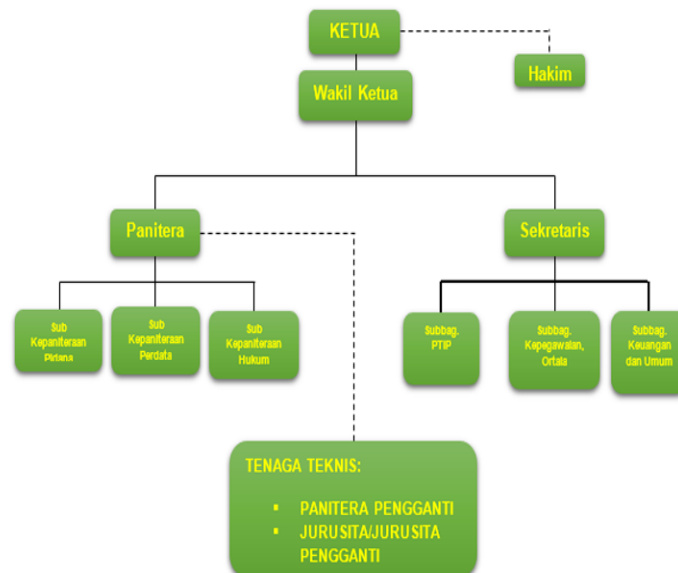 KETUA
Hakim
Wakil Ketua
Panitera
Sekretaris
Sub
Kepaniteraan
Pidana
Sub
Kepaniteraan
Perdata
Sub
Kepaniteraan
Hukum
Subbag.
PTIP
Subbag.
Kepegawaian,
Ortala
Subbag.
Keuangan
dan Umum
TENAGA TEKNIS:
▪ PANITERA PENGGANTI
▪ JURUSITA/JURUSITA
PENGGANTI